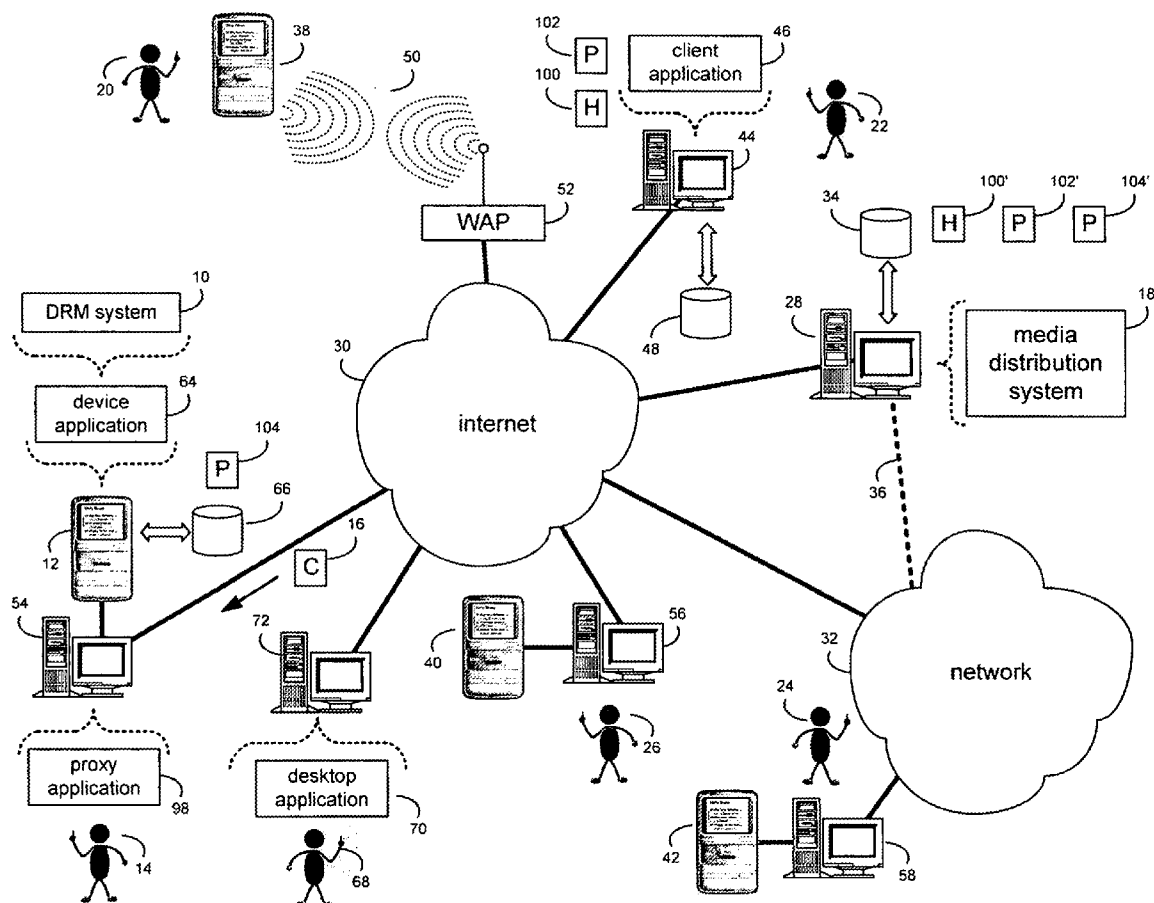 38
102
P
100
H
client
application
46
20
50
22
44
100'
102'
104'
34
H
P
P
WAP
52
10
DRM system
48
28
18
media
distribution
system
30
internet
64
device
application
104
P
66
36
12
16
C
54
72
40
56
32
network
24
26
proxy
application
98
desktop
application
70
14
68
42
58